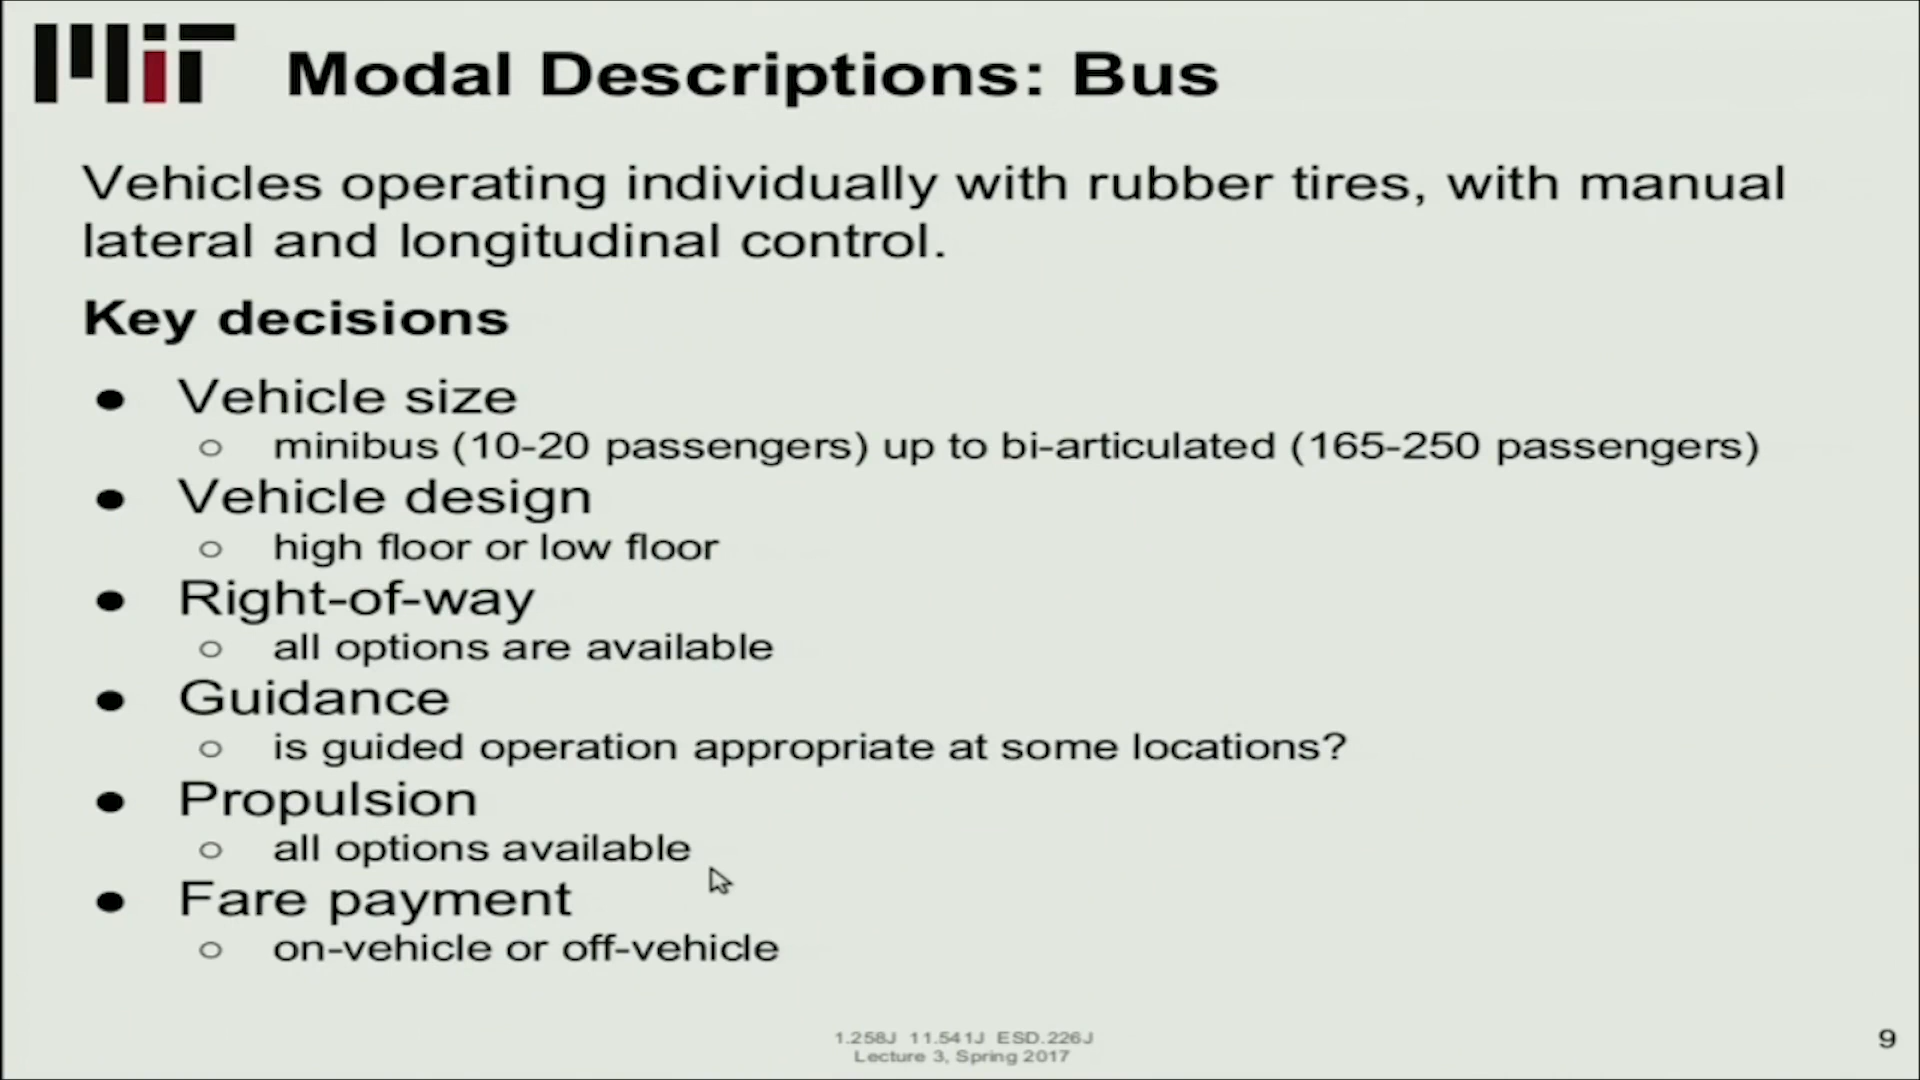 MIT
Modal Descriptions: Bus
Vehicles operating individually with rubber tires, with manual
lateral and longitudinal control.
Key decisions
● Vehicle size
○ minibus (10-20 passengers) up to bi-articulated (165-250 passengers)
● Vehicle design
○ high floor or low floor
● Right-of-way
○ all options are available
● Guidance
○ is guided operation appropriate at some locations?
● Propulsion
○ all options available
● Fare payment
○ on-vehicle or off-vehicle
1.258J 11.541J ESD.226J
Lecture 3, Spring 2017
9